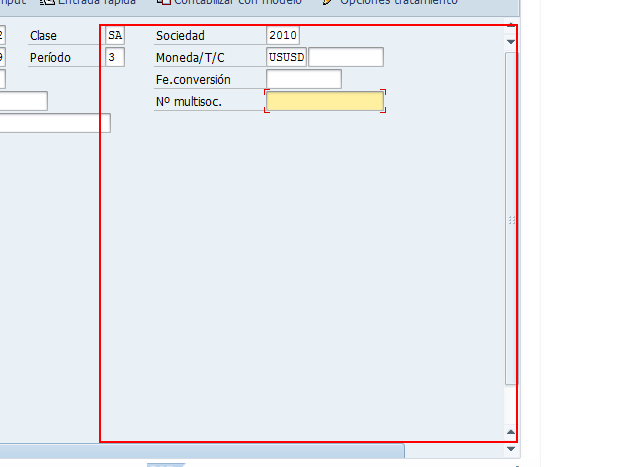 Entrada rápida Contabilizar con modelo Opciones tratamiento
2 Clase SA Sociedad 2010
9 Período 3 Moneda/T/C USUSD
Fe.conversión
Nº multisoc.